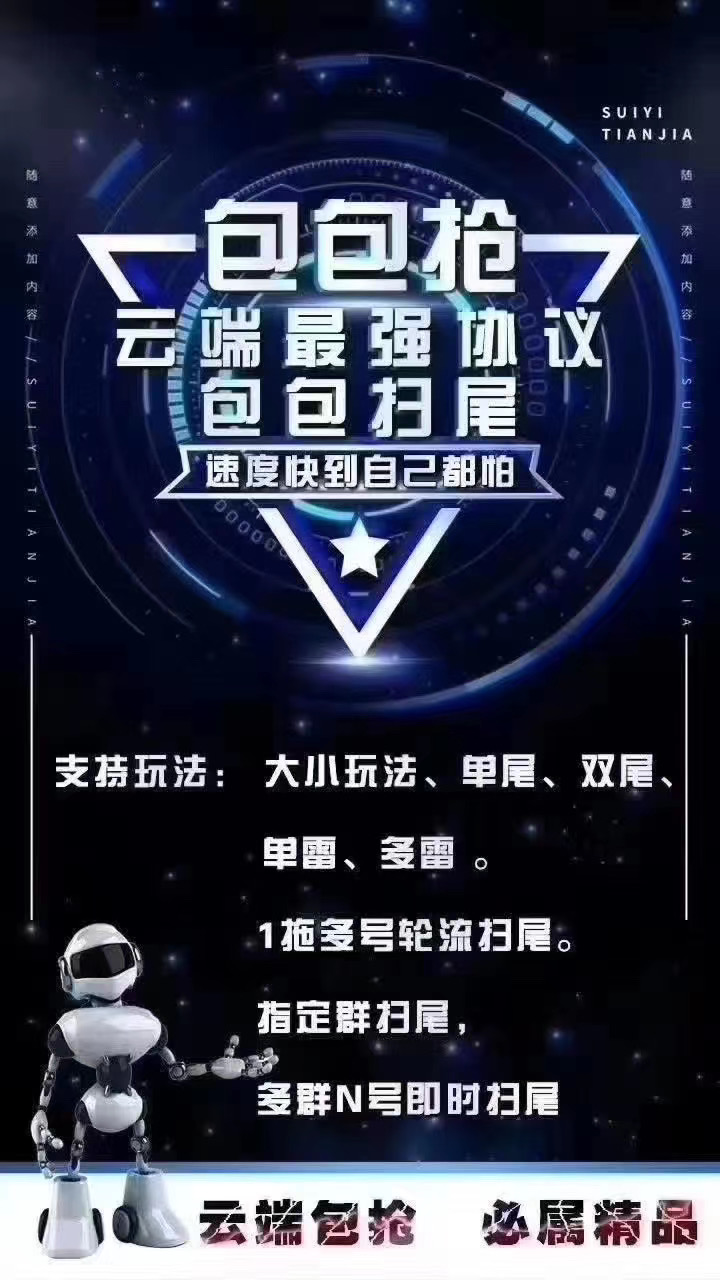 SUIYI
TIANJIA
随意添加内容//SUIYITIANJIA
随意添加内容//SUIYITIANJIA
包包抢
云端最强协议
包包扫尾
速度快到自己都怕
支持玩法： 大小玩法、单尾、双尾、
单雷、多雷 。
1拖多号轮流扫尾。
指定群扫尾，
多群N号即时扫尾
云端包抢 必属精品